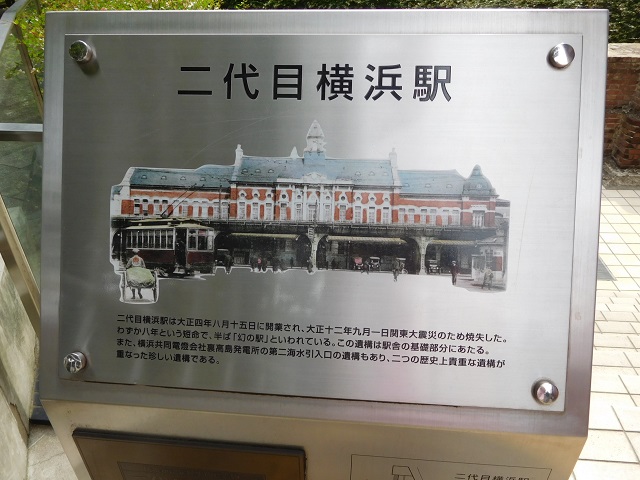 二代目横浜駅
二代目横浜駅は大正四年八月十五日に開業され、大正十二年九月一日関東大震災のため焼失した。
わずか八年という短命で、半ば「幻の駅」といわれている。この遺構は駅舎の基礎部分にあたる。
また、横浜共同電燈会社裏高島発電所の第二海水引入口の遺構もあり、二つの歴史上貴重な遺構が
重なった珍しい遺構である。
二代目横浜駅